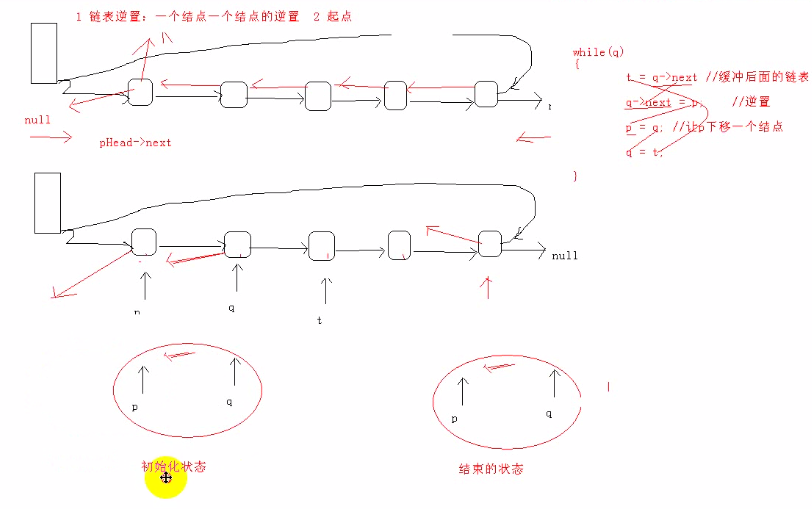 1 链表逆置：一个结点一个结点的逆置 2 起点
while(q)
{
t = q->next //缓冲后面的链表
q->next = p; //逆置
p = q; //让p下移一个结点
q = t;
}
null
pHead->next
null
q
t
p
q
p
q
初始化状态
结束的状态